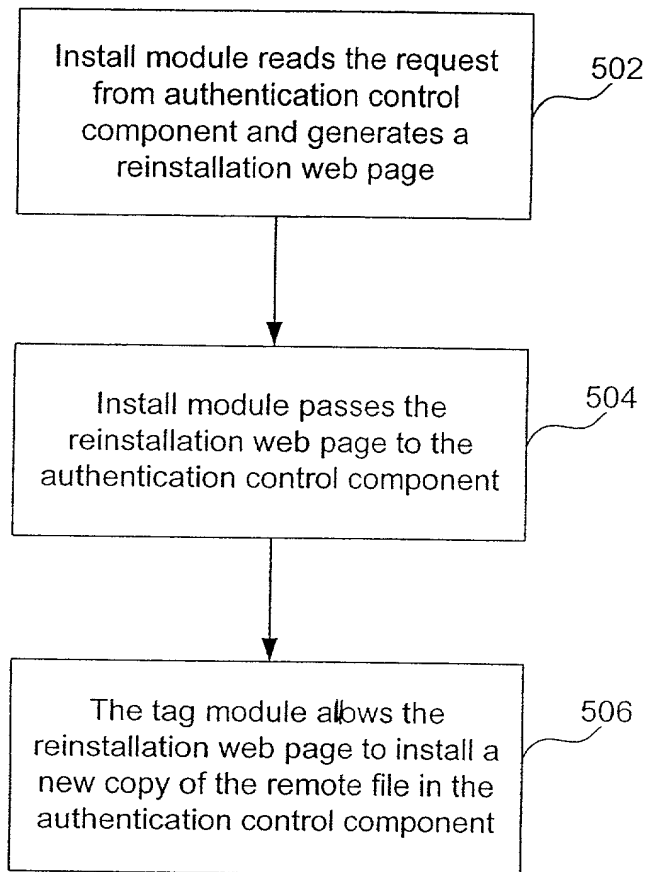 Install module reads the request
from authentication control
component and generates a
reinstallation web page
502
Install module passes the
reinstallation web page to the
authentication control component
504
The tag module allows the
reinstallation web page to install a
new copy of the remote file in the
authentication control component
506